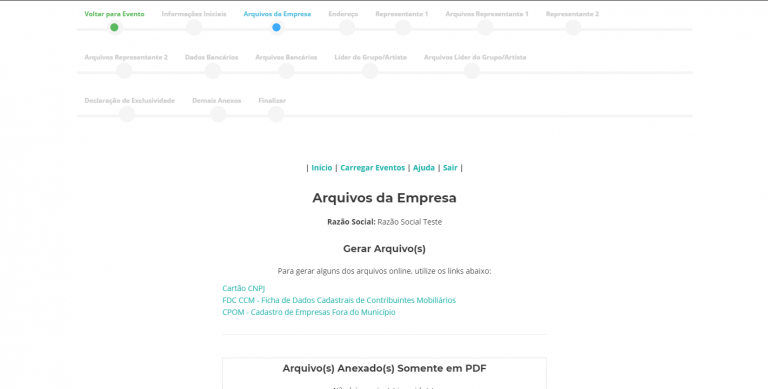 Voltar para Evento Informações Iniciais Arquivos da Empresa Endereço Representante 1 Arquivos Representante 1 Representante 2
Arquivos Representante 2 Dados Bancários Arquivos Bancários Líder do Grupo/Artista Arquivos Líder do Grupo/Artista
Declaração de Exclusividade Demais Anexos Finalizar
| Início | Carregar Eventos | Ajuda | Sair |
Arquivos da Empresa
Razão Social: Razão Social Teste
Gerar Arquivo(s)
Para gerar alguns dos arquivos online, utilize os links abaixo:
Cartão CNPJ
FDC CCM - Ficha de Dados Cadastrais de Contribuintes Mobiliários
CPOM - Cadastro de Empresas Fora do Município
Arquivo(s) Anexado(s) Somente em PDF